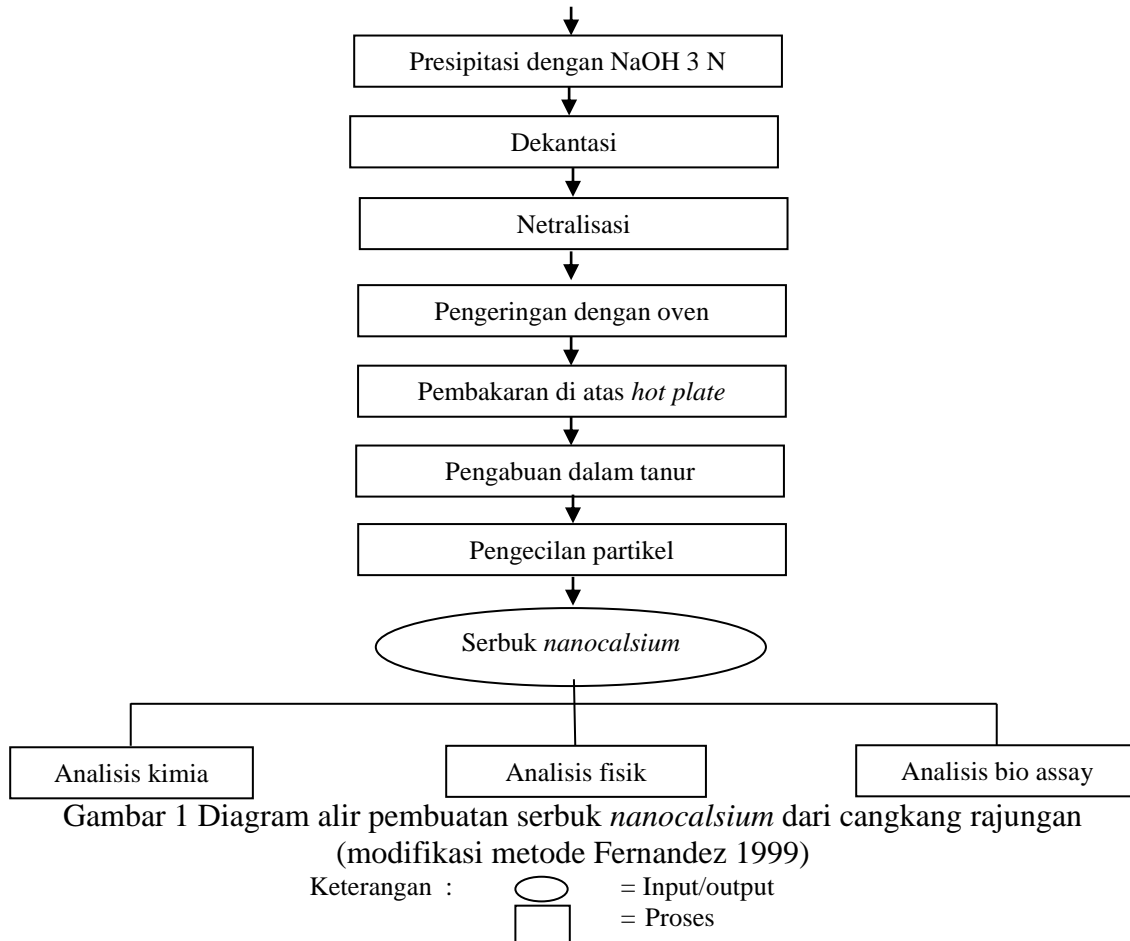 Presipitasi dengan NaOH 3 N
Dekantasi
Netralisasi
Pengeringan dengan oven
Pembakaran di atas hot plate
Pengabuan dalam tanur
Pengecilan partikel
Serbuk nanocalsium
Analisis kimia
Analisis fisik
Analisis bio assay
Gambar 1 Diagram alir pembuatan serbuk nanocalsium dari cangkang rajungan
(modifikasi metode Fernandez 1999)
Keterangan : = Input/output
= Proses